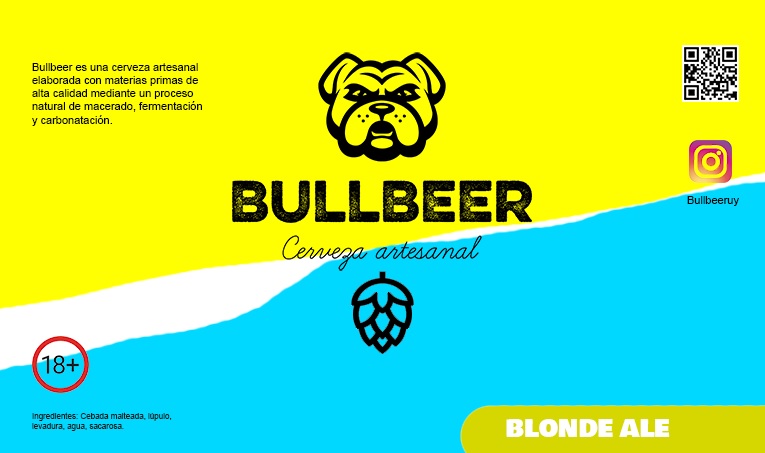 Bullbeer es una cerveza artesanal
elaborada con materias primas de
alta calidad mediante un proceso
natural de macerado, fermentación
y carbonatación.
BULLBEER
Cerveza artesanal
Bullbeeruy
18+
Ingredientes: Cebada malteada, lúpulo,
levadura, agua, sacarosa.
BLONDE ALE